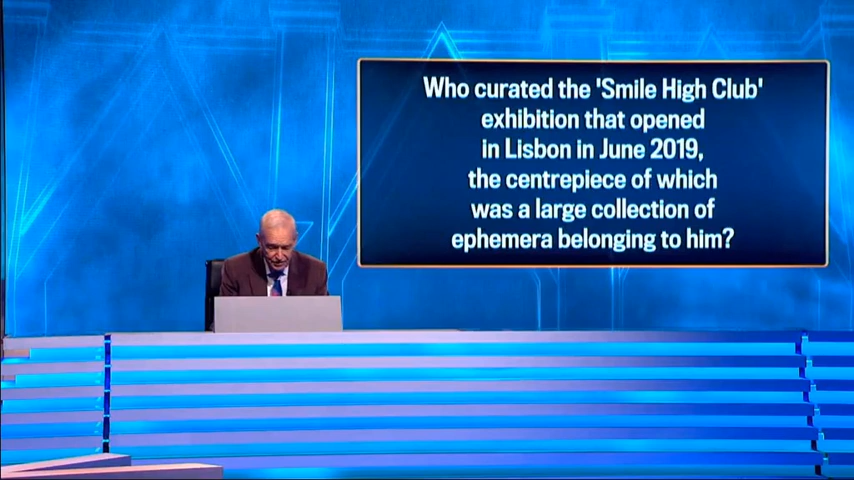 Who curated the 'Smile High Club'
exhibition that opened
in Lisbon in June 2019,
the centrepiece of which
was a large collection of
ephemera belonging to him?